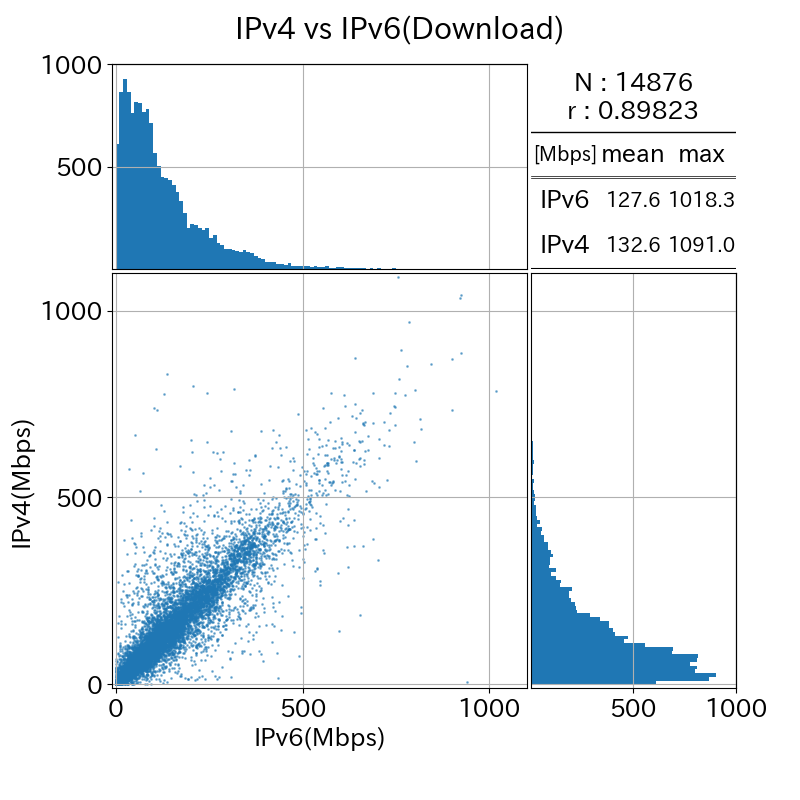 IPv4 vs IPv6(Download)
1000
500
N : 14876
r : 0.89823
[Mbps] mean max
IPv6 127.6 1018.3
IPv4 132.6 1091.0
1000
500
0
IPv4(Mbps)
0 500 1000
500 1000
IPv6(Mbps)